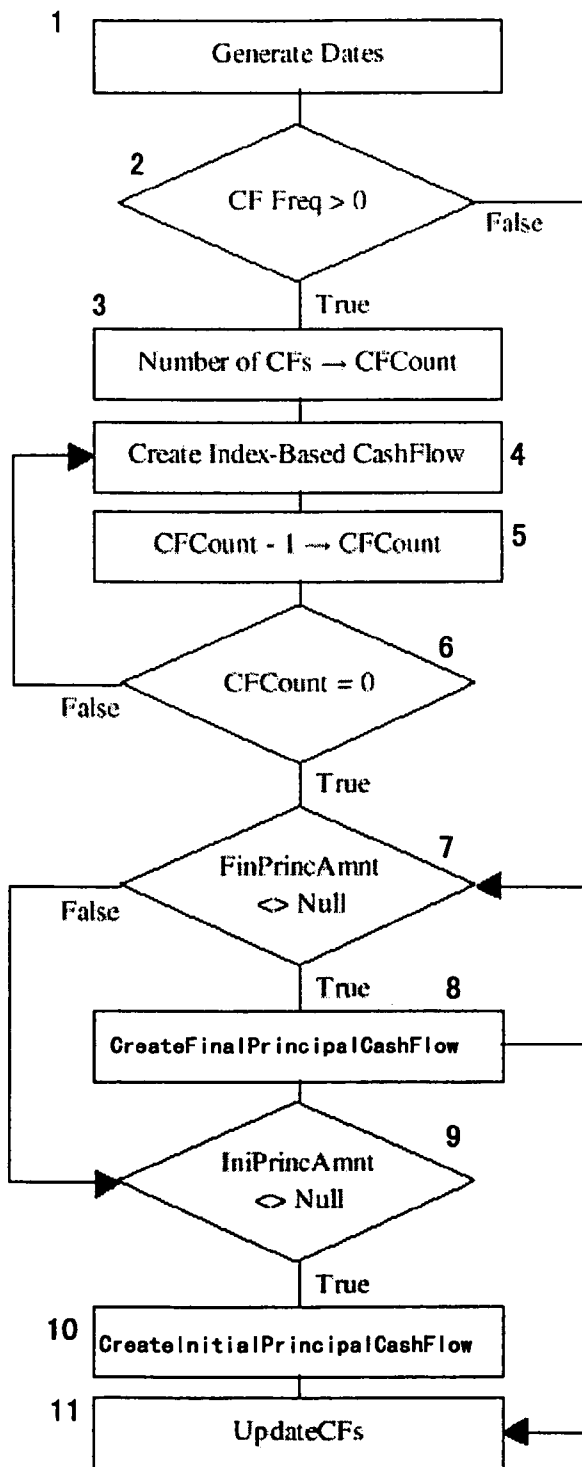 1
Generate Dates
2
CF Freq > 0
False
True
3
Number of CFs → CFCount
Create Index-Based CashFlow
4
CFCount - 1 → CFCount
5
6
CFCount = 0
False
True
7
FinPrincAmnt
<> Null
False
True
8
CreateFinalPrincipalCashFlow
9
IniPrincAmnt
<> Null
True
10
CreateInitialPrincipalCashFlow
11
UpdateCFs